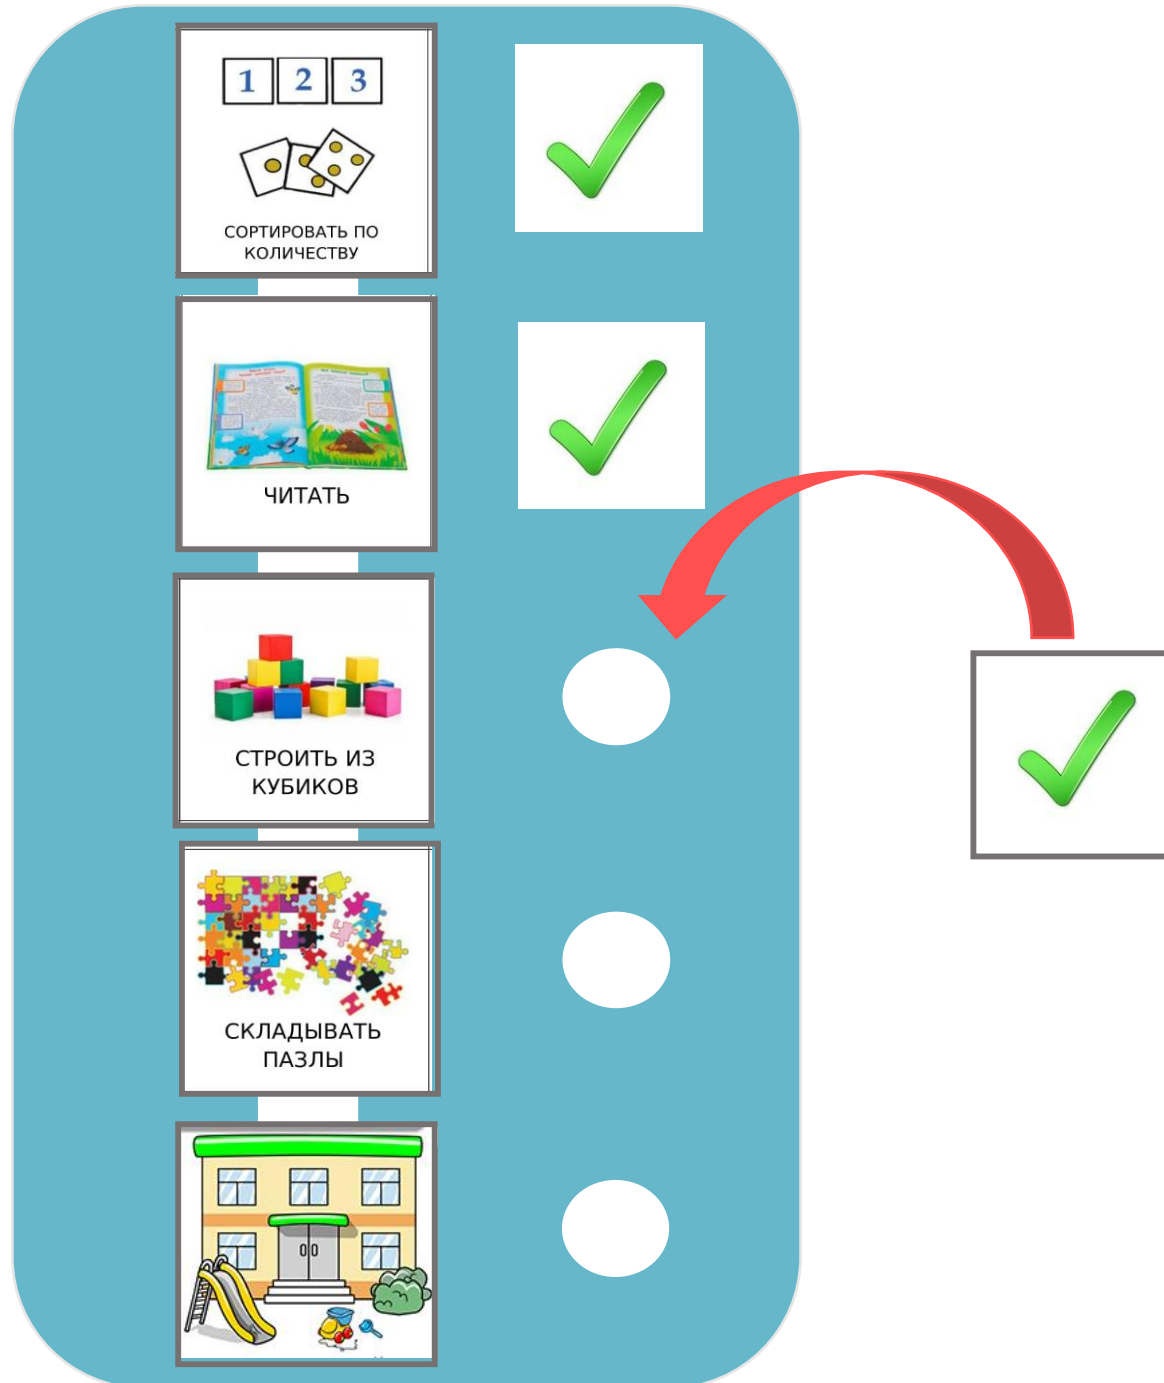 1 2 3
СОРТИРОВАТЬ ПО
КОЛИЧЕСТВУ
ЧИТАТЬ
СТРОИТЬ ИЗ
КУБИКОВ
СКЛАДЫВАТЬ
ПАЗЛЫ